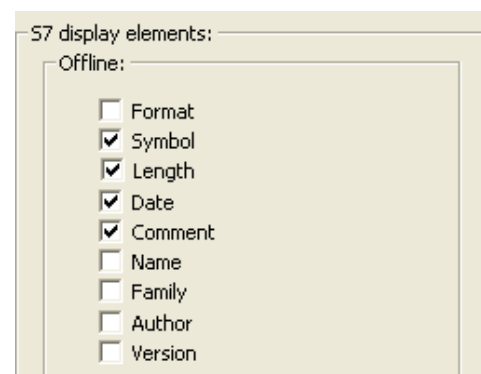 S7 display elements:
Offline:
Format
Symbol
Length
Date
Comment
Name
Family
Author
Version